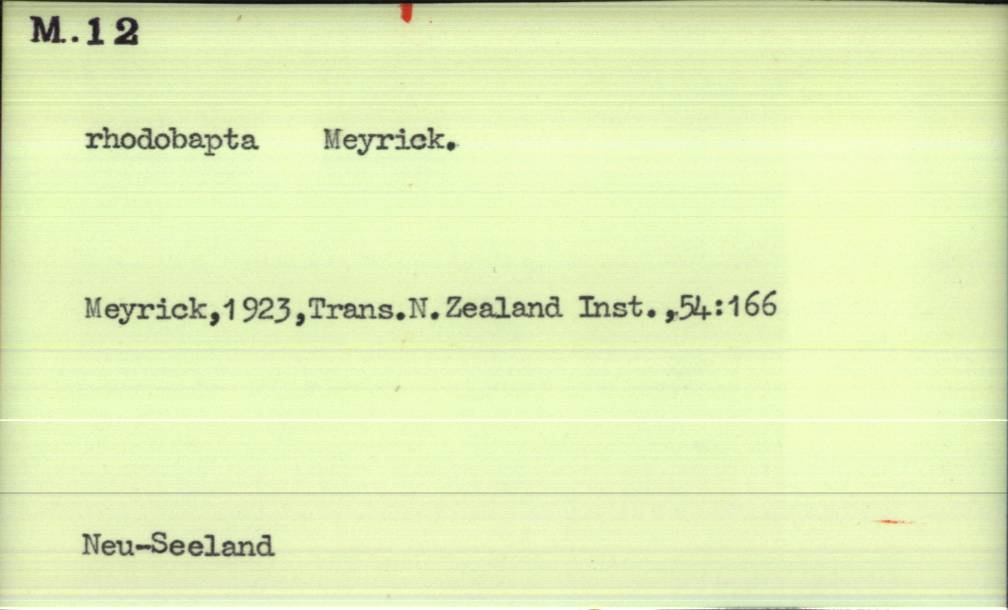 M.12
rhodobapta Meyrick.
Meyrick,1923,Trans.N.Zealand Inst.,54:166
Neu-Seeland